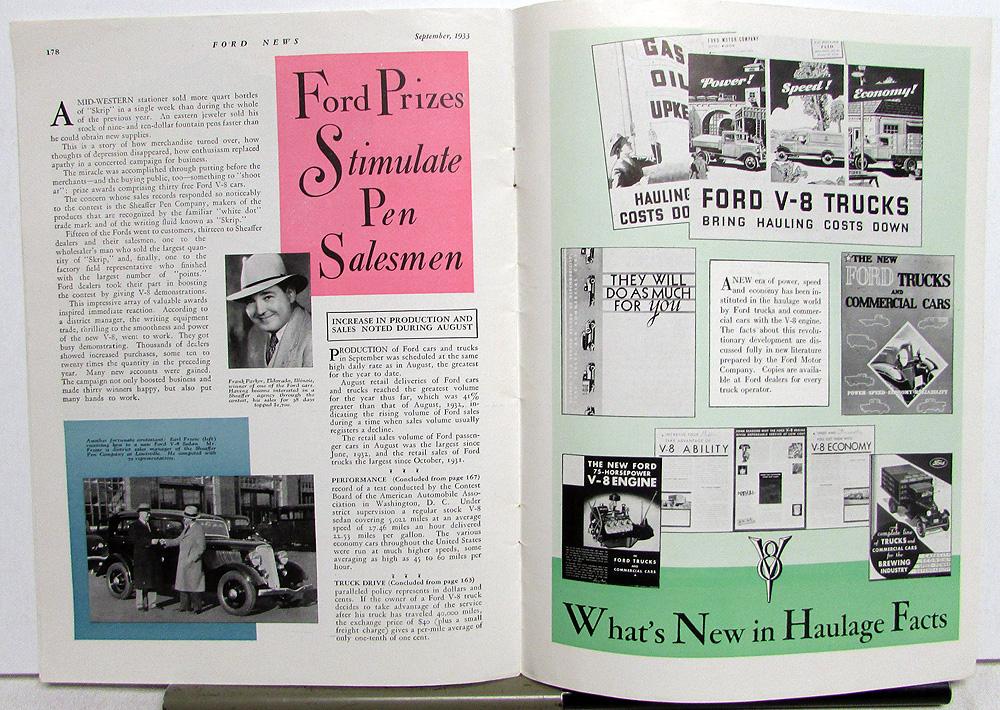 178
FORD NEWS
September, 1933
A MID-WESTERN stationer sold more quart bottles
of "Skrip" in a single week than during the whole
of the previous year. An eastern jeweler sold his
stock of nine- and ten-dollar fountain pens faster than
he could obtain new supplies.
This is a story of how merchandise turned over, how
thoughts of depression disappeared, how enthusiasm replaced
apathy in a concerted campaign for business.
The miracle was accomplished through putting before the
merchants—and the buying public, too—something to "shoot
at": prize awards comprising thirty free Ford V-8 cars.
The concern whose sales records responded so noticeably
to the contest is the Sheaffer Pen Company, makers of the
products that are recognized by the familiar "white dot"
trade mark and of the writing fluid known as "Skrip."
Fifteen of the Fords went to customers, thirteen to Sheaffer
dealers and their salesmen, one to the
wholesaler's man who sold the largest quan-
tity of "Skrip," and, finally, one to the
factory field representative who finished
with the largest number of "points."
Ford dealers took their part in boosting
the contest by giving V-8 demonstrations.
This impressive array of valuable awards
inspired immediate reaction. According to
a district manager, the writing equipment
trade, thrilling to the smoothness and power
of the new V-8, went to work. They got
busy demonstrating. Thousands of dealers
showed increased purchases, some ten to
twenty times the quantity in the preceding
year. Many new accounts were gained.
The campaign not only boosted business and
made thirty winners happy, but also put
many hands to work.
Ford Prizes
Stimulate
Pen
Salesmen
Frank Parker, Eldorado, Illinois,
winner of one of the Ford cars.
Having become interested in a
Sheaffer agency through the
contest, his sales for 38 days
topped $1,700.
Another fortunate contestant: Earl Franz (left)
receiving keys to a new Ford V-8 Sedan. Mr.
Franz is district sales manager of the Sheaffer
Pen Company at Louisville. He competed with
70 representatives.
INCREASE IN PRODUCTION AND
SALES NOTED DURING AUGUST
PRODUCTION of Ford cars and trucks
in September was scheduled at the same
high daily rate as in August, the greatest
for the year to date.
August retail deliveries of Ford cars
and trucks reached the greatest volume
for the year thus far, which was 41%
greater than that of August, 1932, in-
dicating the rising volume of Ford sales
during a time when sales volume usually
registers a decline.
The retail sales volume of Ford passen-
ger cars in August was the largest since
June, 1932, and the retail sales of Ford
trucks the largest since October, 1931.
PERFORMANCE (Concluded from page 167)
record of a test conducted by the Contest
Board of the American Automobile Asso-
ciation in Washington, D. C. Under
strict supervision a regular stock V-8
sedan covering 5,022 miles at an average
speed of 27.46 miles an hour delivered
22.53 miles per gallon. The various
economy cars throughout the United States
were run at much higher speeds, some
averaging as high as 45 to 60 miles per
hour.
TRUCK DRIVE (Concluded from page 163)
paralleled policy represents in dollars and
cents. If the owner of a Ford V-8 truck
decides to take advantage of the service
after his truck has traveled 40,000 miles,
the exchange price of $40 (plus a small
freight charge) gives a per-mile average of
only one-tenth of one cent.
GAS
OIL
UPKE
HAULING
COSTS DO
FORD MOTOR COMPANY
Power!
Speed!
Economy!
FORD V-8 TRUCKS
BRING HAULING COSTS DOWN
THEY WILL
DO AS MUCH
FOR you
A NEW era of power, speed
and economy has been in-
stituted in the haulage world
by Ford trucks and commer-
cial cars with the V-8 engine.
The facts about this revolu-
tionary development are dis-
cussed fully in new literature
prepared by the Ford Motor
Company. Copies are availa-
ble at Ford dealers for every
truck operator.
THE NEW
FORD TRUCKS
AND
COMMERCIAL CARS
POWER·SPEED·ECONOMY·RELIABILITY
THE NEW FORD
75-HORSEPOWER
V-8 ENGINE
FORD TRUCKS
AND
COMMERCIAL CARS
TAKE ADVANTAGE OF
V-8 ABILITY
V-8 ECONOMY
Ford
complete line
of TRUCKS and
COMMERCIAL CARS
for the
BREWING
INDUSTRY
V8
What's New in Haulage Facts